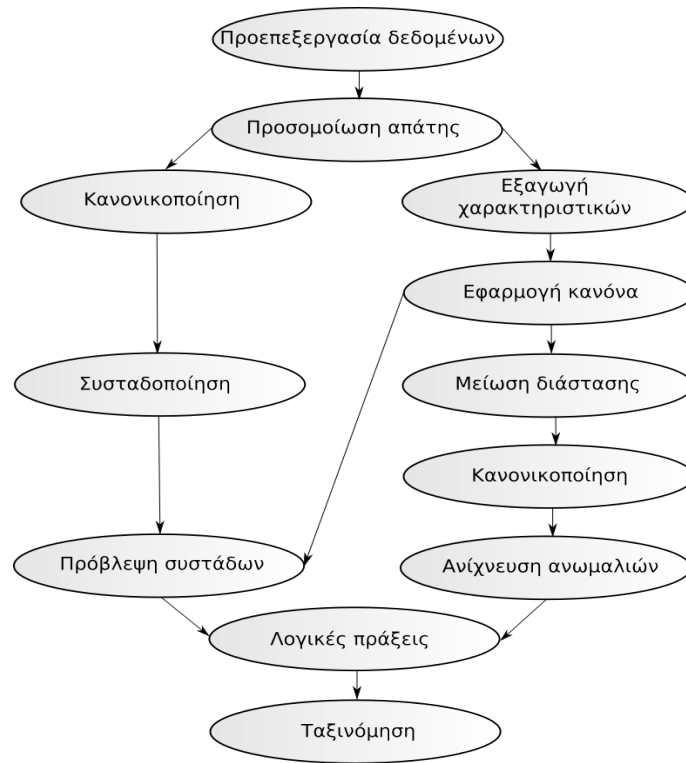 Προεπεξεργασία δεδομένων
Προσομοίωση απάτης
Κανονικοποίηση
Εξαγωγή
χαρακτηριστικών
Εφαρμογή κανόνα
Συσταδοποίηση
Μείωση διάστασης
Κανονικοποίηση
Πρόβλεψη συστάδων
Ανίχνευση ανωμαλιών
Λογικές πράξεις
Ταξινόμηση